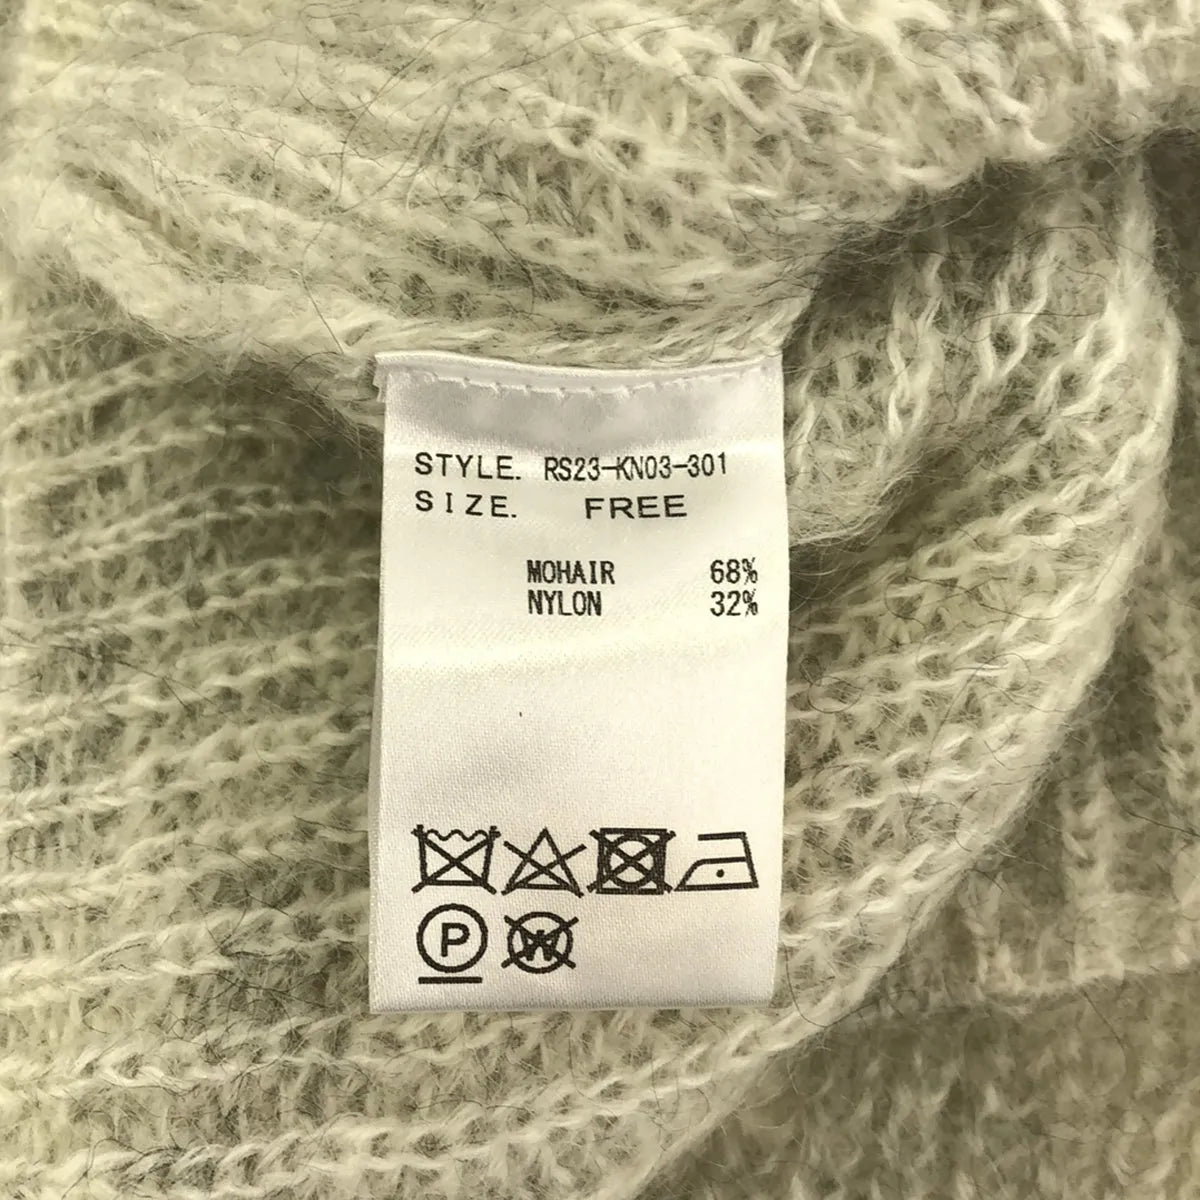 STYLE. RS23-KN03-301
SIZE. FREE
MOHAIR 68%
NYLON 32%
P
W